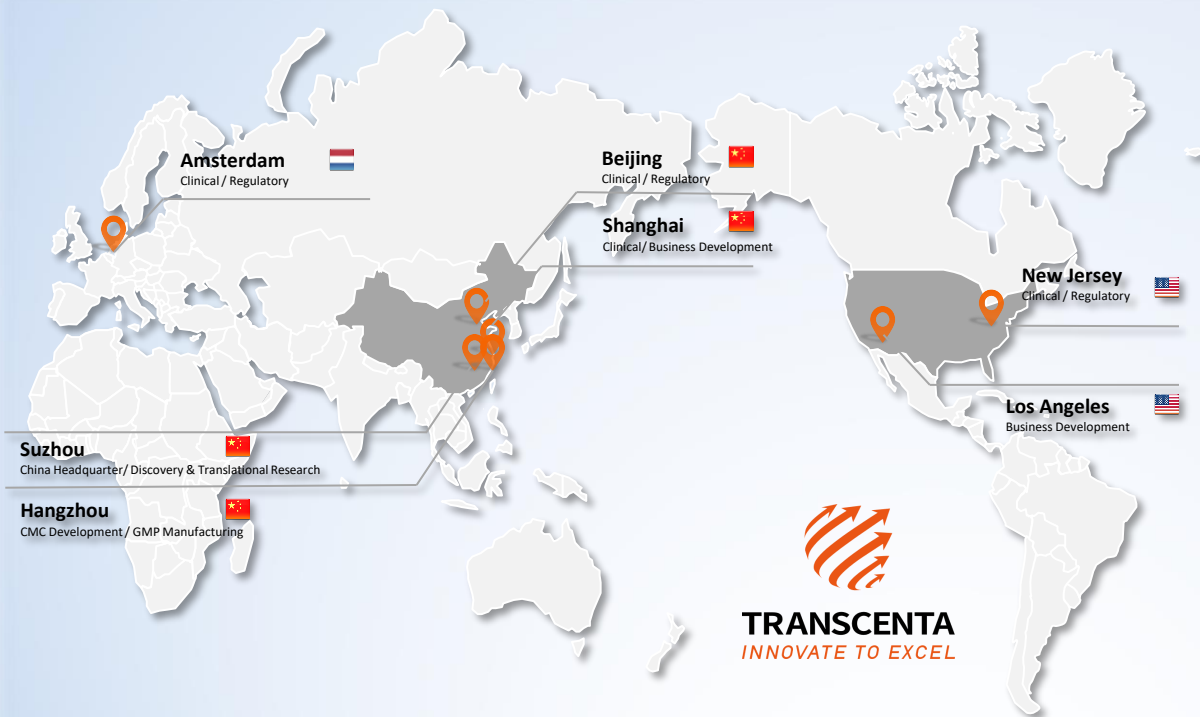 Amsterdam
Clinical / Regulatory
Beijing
Clinical / Regulatory
Shanghai
Clinical/ Business Development
New Jersey
Clinical / Regulatory
Los Angeles
Business Development
Suzhou
China Headquarter/ Discovery & Translational Research
Hangzhou
CMC Development / GMP Manufacturing
TRANSCENTA
INNOVATE TO EXCEL